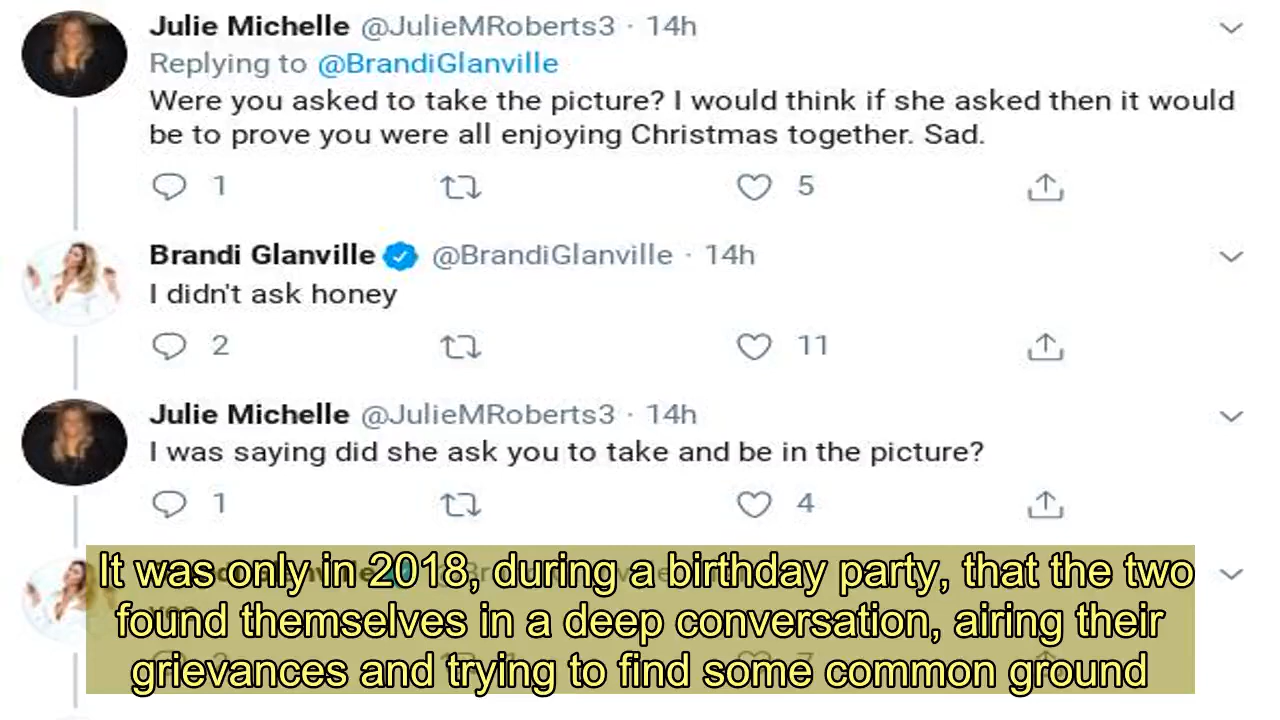 Julie Michelle @JulieMRoberts3 · 14h
Replying to @BrandiGlanville
Were you asked to take the picture? I would think if she asked then it would
be to prove you were all enjoying Christmas together. Sad.
1 5
Brandi Glanville @BrandiGlanville · 14h
I didn't ask honey
2 11
Julie Michelle @JulieMRoberts3 · 14h
I was saying did she ask you to take and be in the picture?
1 4
It was only in 2018, during a birthday party, that the two
found themselves in a deep conversation, airing their
grievances and trying to find some common ground